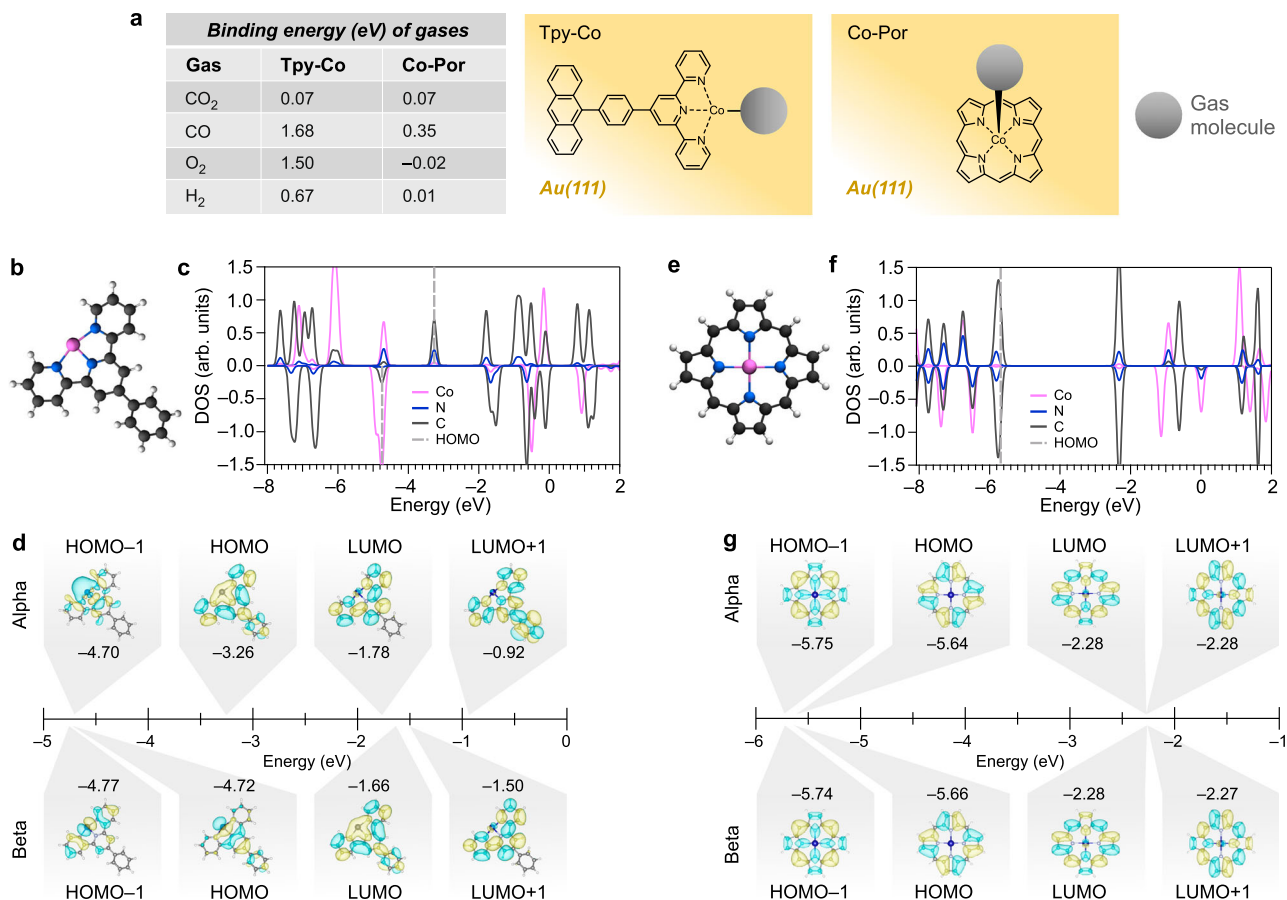 a
Binding energy (eV) of gases
Gas Tpy-Co Co-Por
CO2 0.07 0.07
CO 1.68 0.35
O2 1.50 –0.02
H2 0.67 0.01
Tpy-Co
N
N
N
Co
Au(111)
Co-Por
N
N
N
N
Co
Au(111)
Gas
molecule
b
c
DOS (arb. units)
1.5
1.0
0.5
0.0
–0.5
–1.0
–1.5
Co
N
C
HOMO
–8 –6 –4 –2 0 2
Energy (eV)
e
f
DOS (arb. units)
1.5
1.0
0.5
0.0
–0.5
–1.0
–1.5
Co
N
C
HOMO
–8 –6 –4 –2 0 2
Energy (eV)
d
HOMO–1 HOMO LUMO LUMO+1
Alpha
–4.70 –3.26 –1.78 –0.92
–5 –4 –3 –2 –1 0
Energy (eV)
Beta
–4.77 –4.72 –1.66 –1.50
HOMO–1 HOMO LUMO LUMO+1
g
HOMO–1 HOMO LUMO LUMO+1
Alpha
–5.75 –5.64 –2.28 –2.28
–6 –5 –4 –3 –2 –1
Energy (eV)
Beta
–5.74 –5.66 –2.28 –2.27
HOMO–1 HOMO LUMO LUMO+1